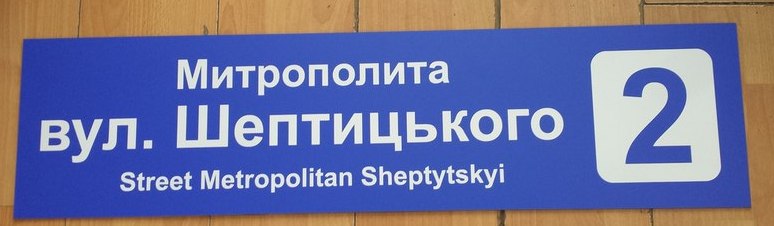 Митрополита
вул. Шептицького
Street Metropolitan Sheptytskyi
2